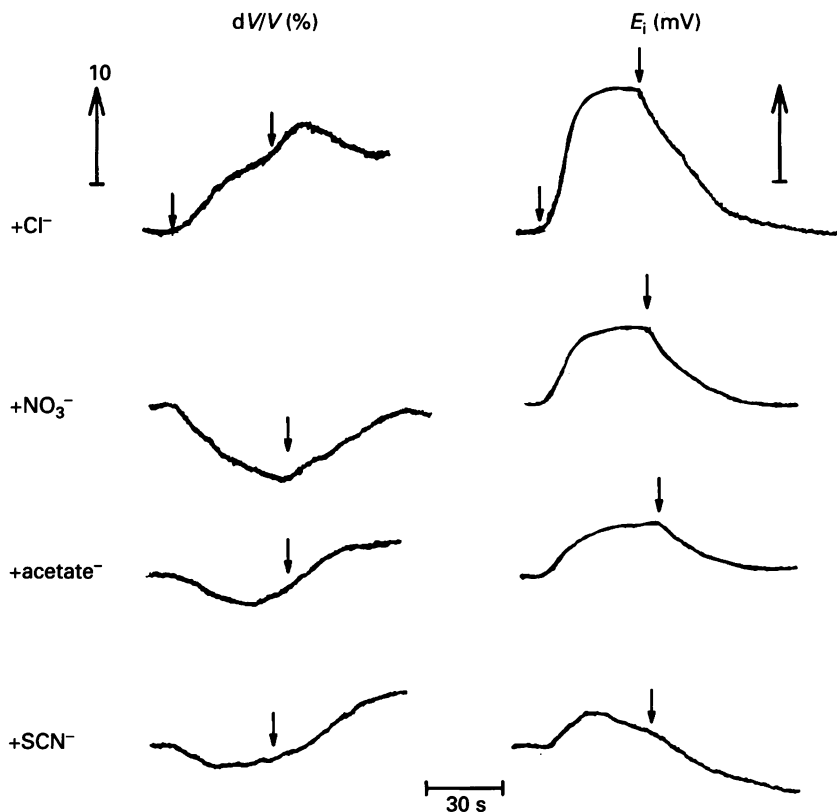 dV/V (%) Eᵢ (mV)
10
+Cl⁻
+NO₃⁻
+acetate⁻
+SCN⁻
30 s